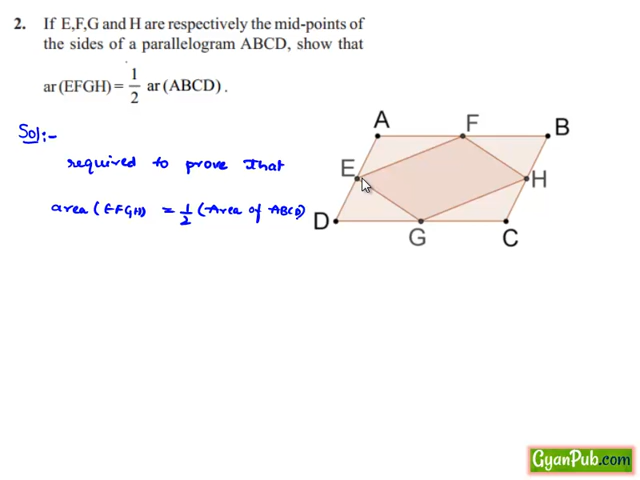 2. If E,F,G and H are respectively the mid-points of
the sides of a parallelogram ABCD, show that
ar (EFGH) = 1/2 ar (ABCD) .
Sol:-
required to prove that
area (EFGH) = 1/2 (Area of ABCD)
A F B
E H
D G C
GyanPub.com